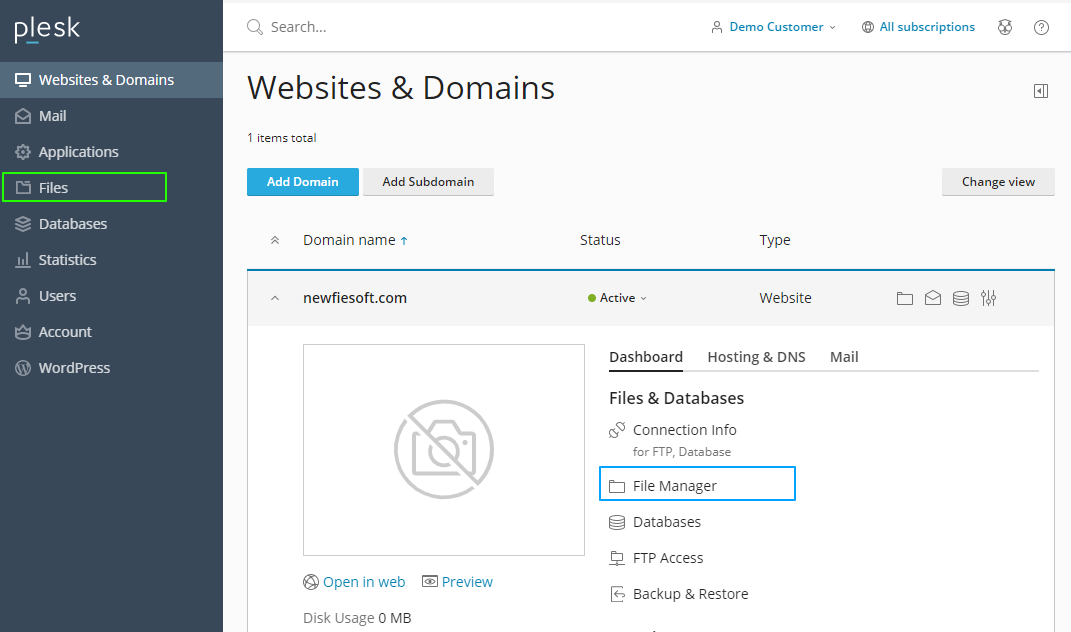 plesk
Search...
Demo Customer
All subscriptions
Websites & Domains
Mail
Applications
Files
Databases
Statistics
Users
Account
WordPress
Websites & Domains
1 items total
Add Domain
Add Subdomain
Change view
Domain name ↑
Status
Type
newfiesoft.com
Active
Website
Dashboard
Hosting & DNS
Mail
Files & Databases
Connection Info
for FTP, Database
File Manager
Databases
FTP Access
Backup & Restore
Open in web
Preview
Disk Usage 0 MB